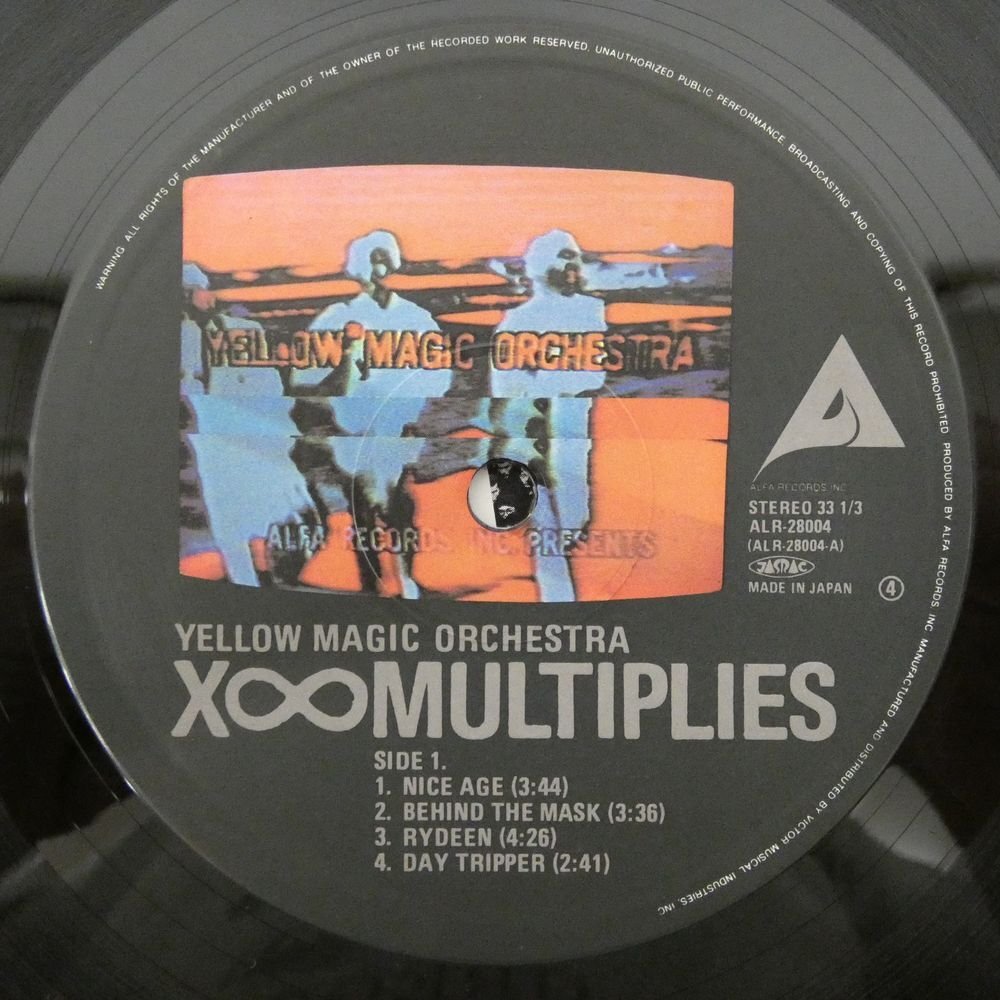 WARNING ALL RIGHTS OF THE MANUFACTURER AND OF THE OWNER OF THE RECORDED WORK RESERVED. UNAUTHORIZED PUBLIC PERFORMANCE BROADCASTING AND COPYING OF THIS RECORD PROHIBITED PRODUCED BY ALFA RECORDS INC MANUFACTURED AND DISTRIBUTED BY VICTOR MUSICAL INDUSTRIES, INC
YELLOW MAGIC ORCHESTRA
ALFA RECORDS INC. PRESENTS
ALFA RECORDS INC
STEREO 33 1/3
ALR-28004
(ALR-28004-A)
JASRAC
MADE IN JAPAN ④
YELLOW MAGIC ORCHESTRA
X∞MULTIPLIES
SIDE 1.
1. NICE AGE (3:44)
2. BEHIND THE MASK (3:36)
3. RYDEEN (4:26)
4. DAY TRIPPER (2:41)